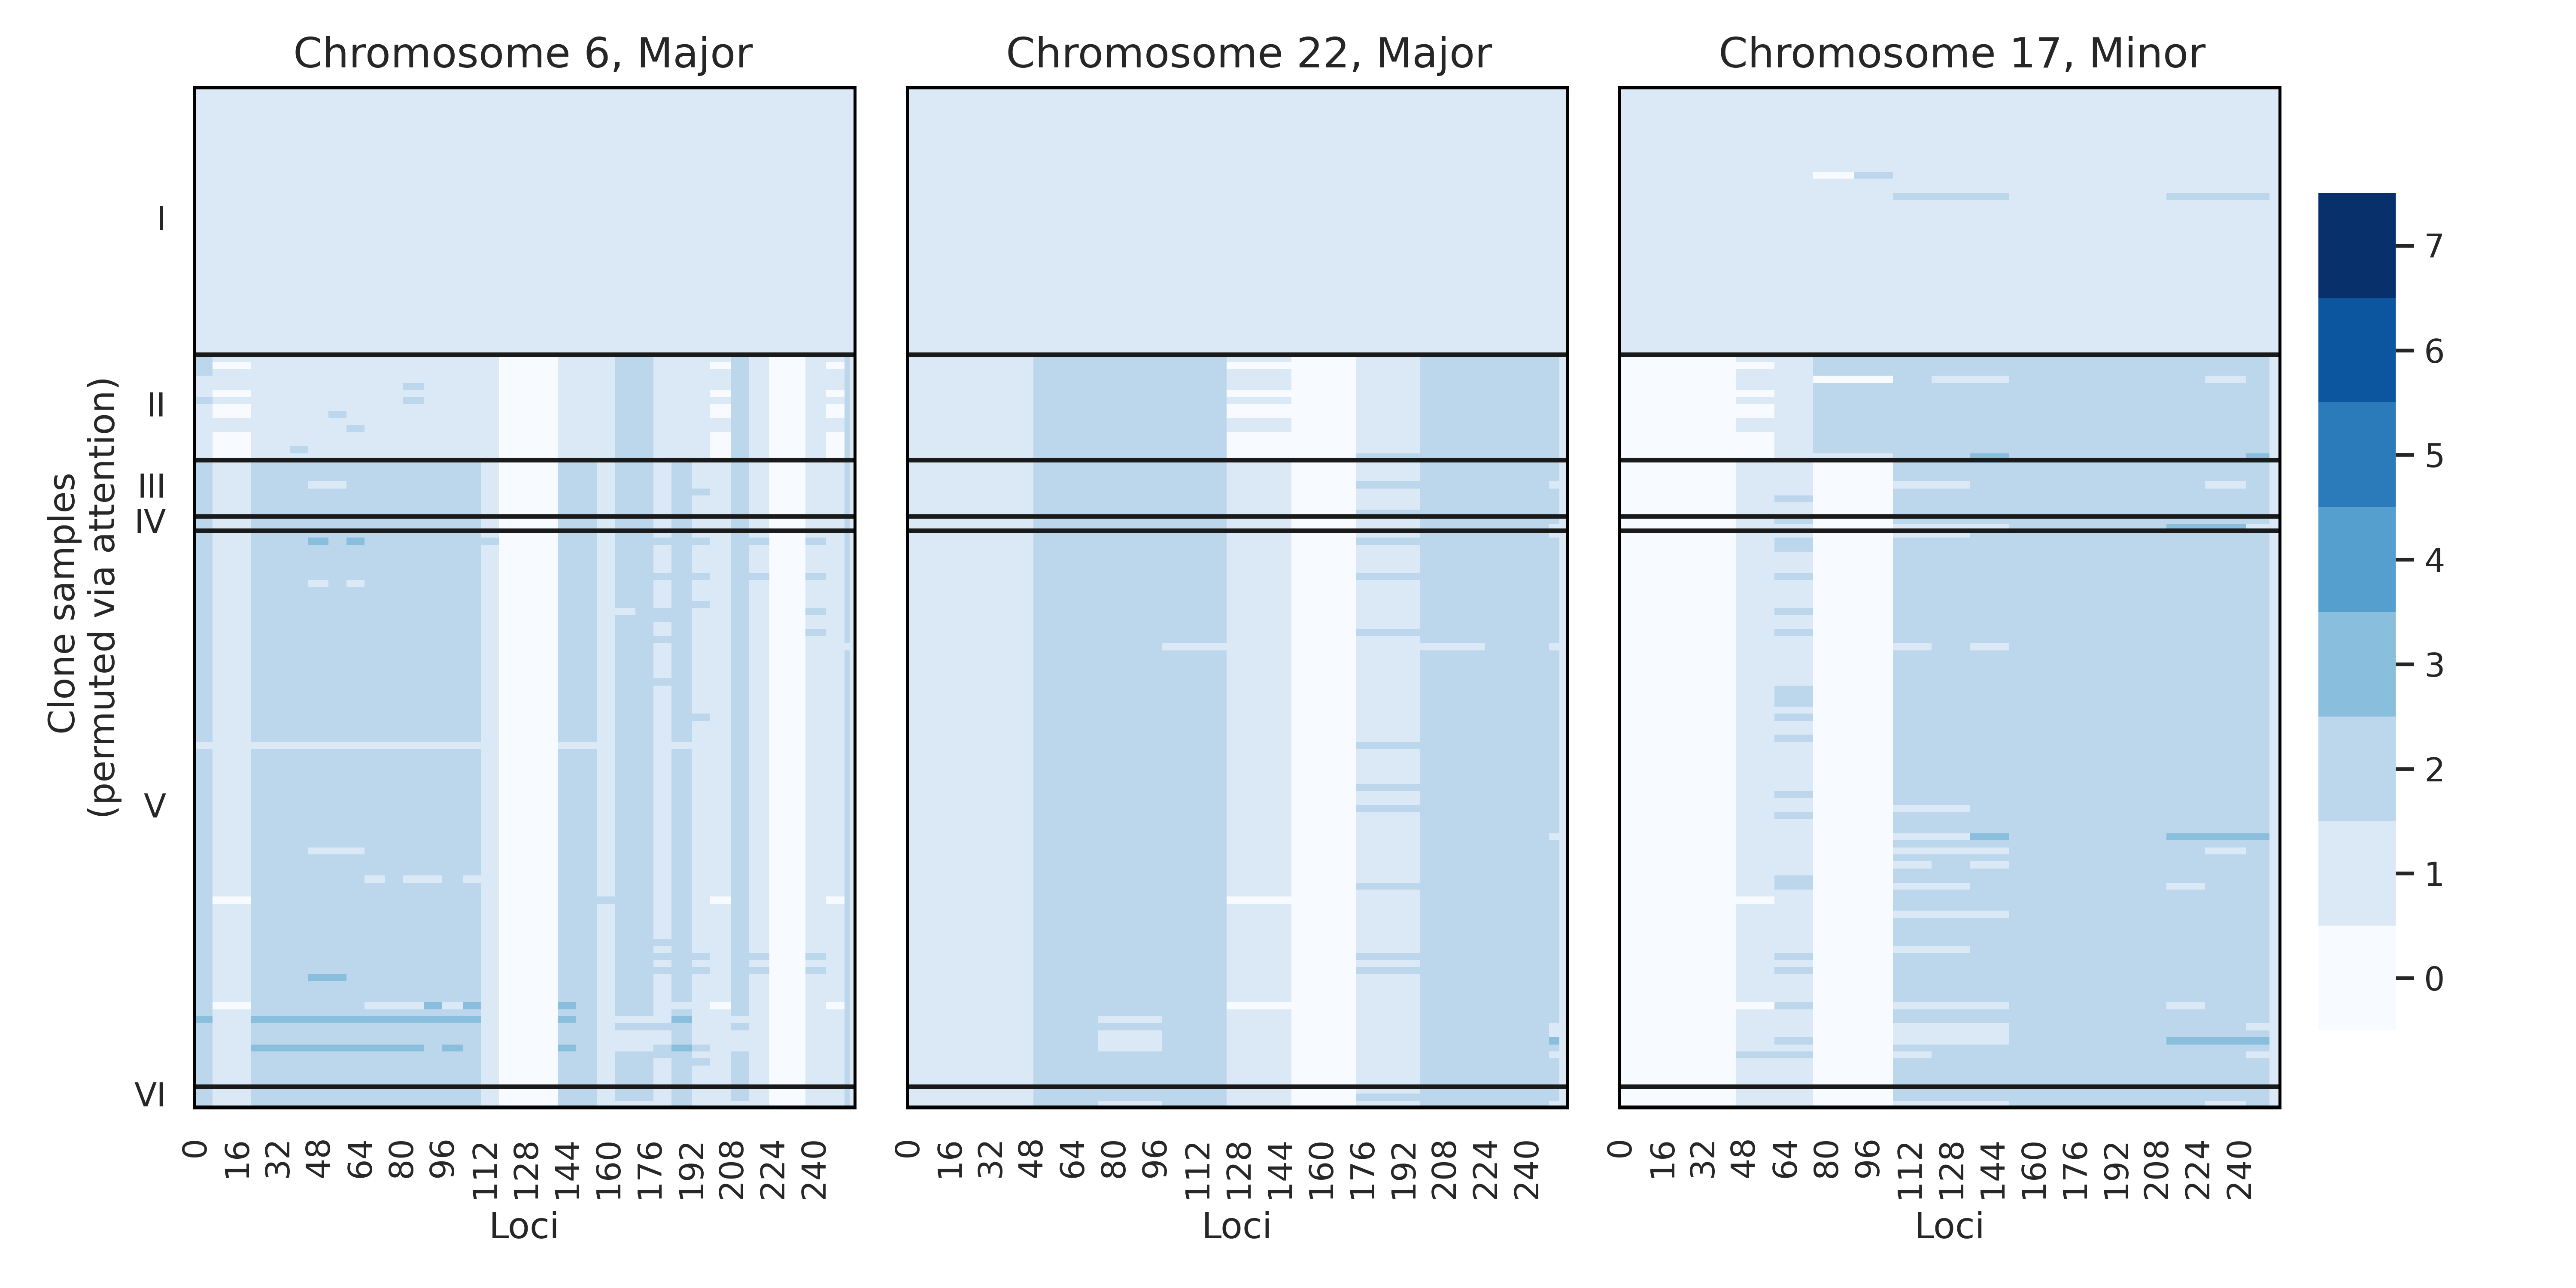 Chromosome 6, Major
Chromosome 22, Major
Chromosome 17, Minor
Clone samples
(permuted via attention)
I
II
III
IV
V
VI
0 16 32 48 64 80 96 112 128 144 160 176 192 208 224 240
0 16 32 48 64 80 96 112 128 144 160 176 192 208 224 240
0 16 32 48 64 80 96 112 128 144 160 176 192 208 224 240
Loci
Loci
Loci
7
6
5
4
3
2
1
0